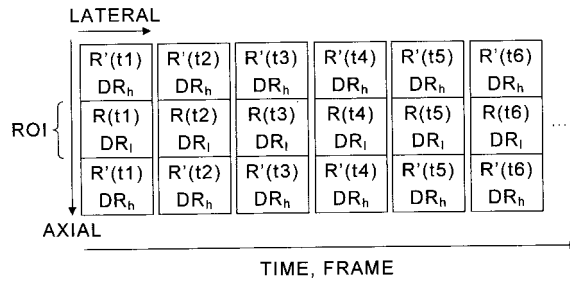 LATERAL
R'(t1) R'(t2) R'(t3) R'(t4) R'(t5) R'(t6)
DRh DRh DRh DRh DRh DRh
ROI R(t1) R(t2) R(t3) R(t4) R(t5) R(t6)
DRl DRl DRl DRl DRl DRl ...
R'(t1) R'(t2) R'(t3) R'(t4) R'(t5) R'(t6)
DRh DRh DRh DRh DRh DRh
AXIAL
TIME, FRAME